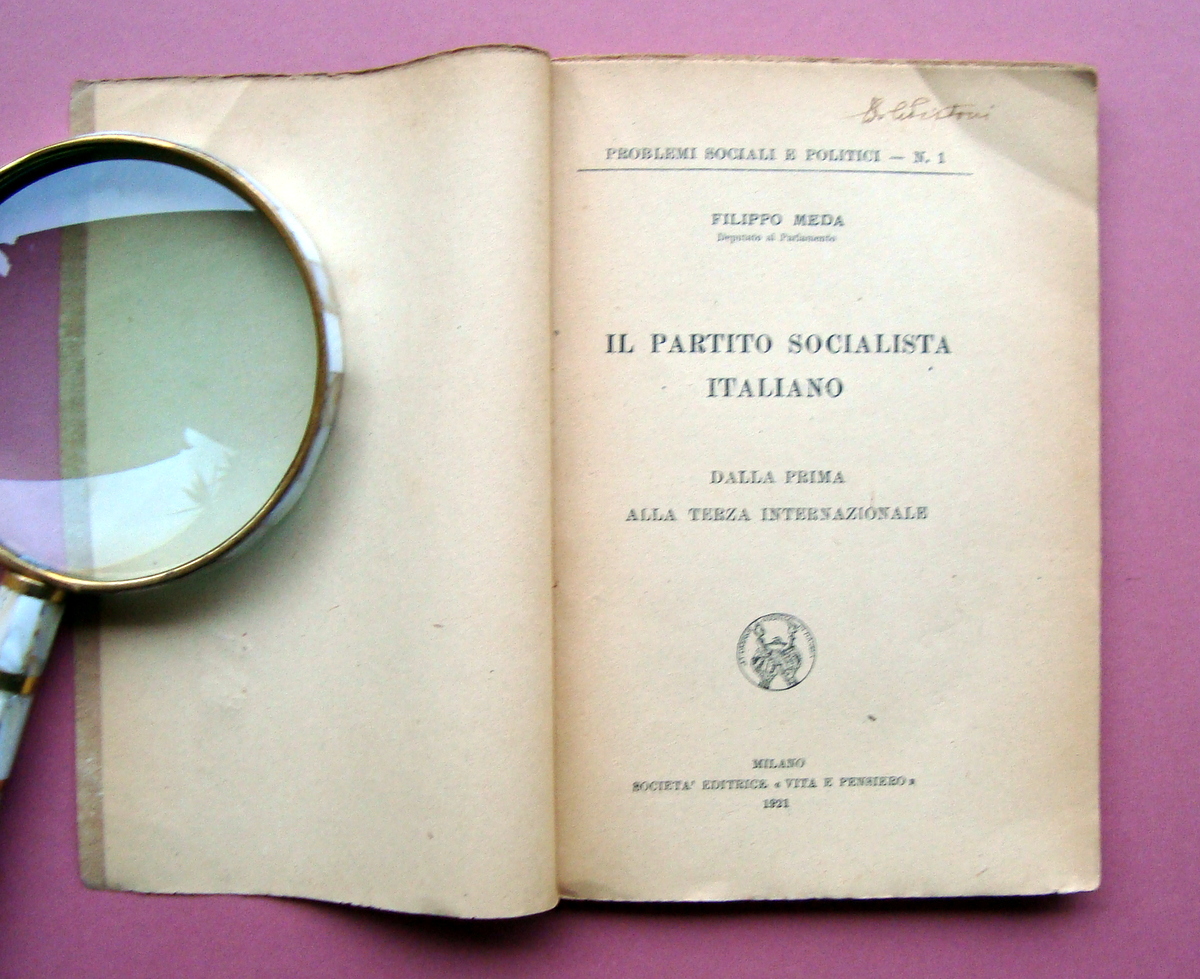 PROBLEMI SOCIALI E POLITICI — N. 1
FILIPPO MEDA
Deputato al Parlamento
IL PARTITO SOCIALISTA
ITALIANO
DALLA PRIMA
ALLA TERZA INTERNAZIONALE
MILANO
SOCIETA' EDITRICE « VITA E PENSIERO »
1921